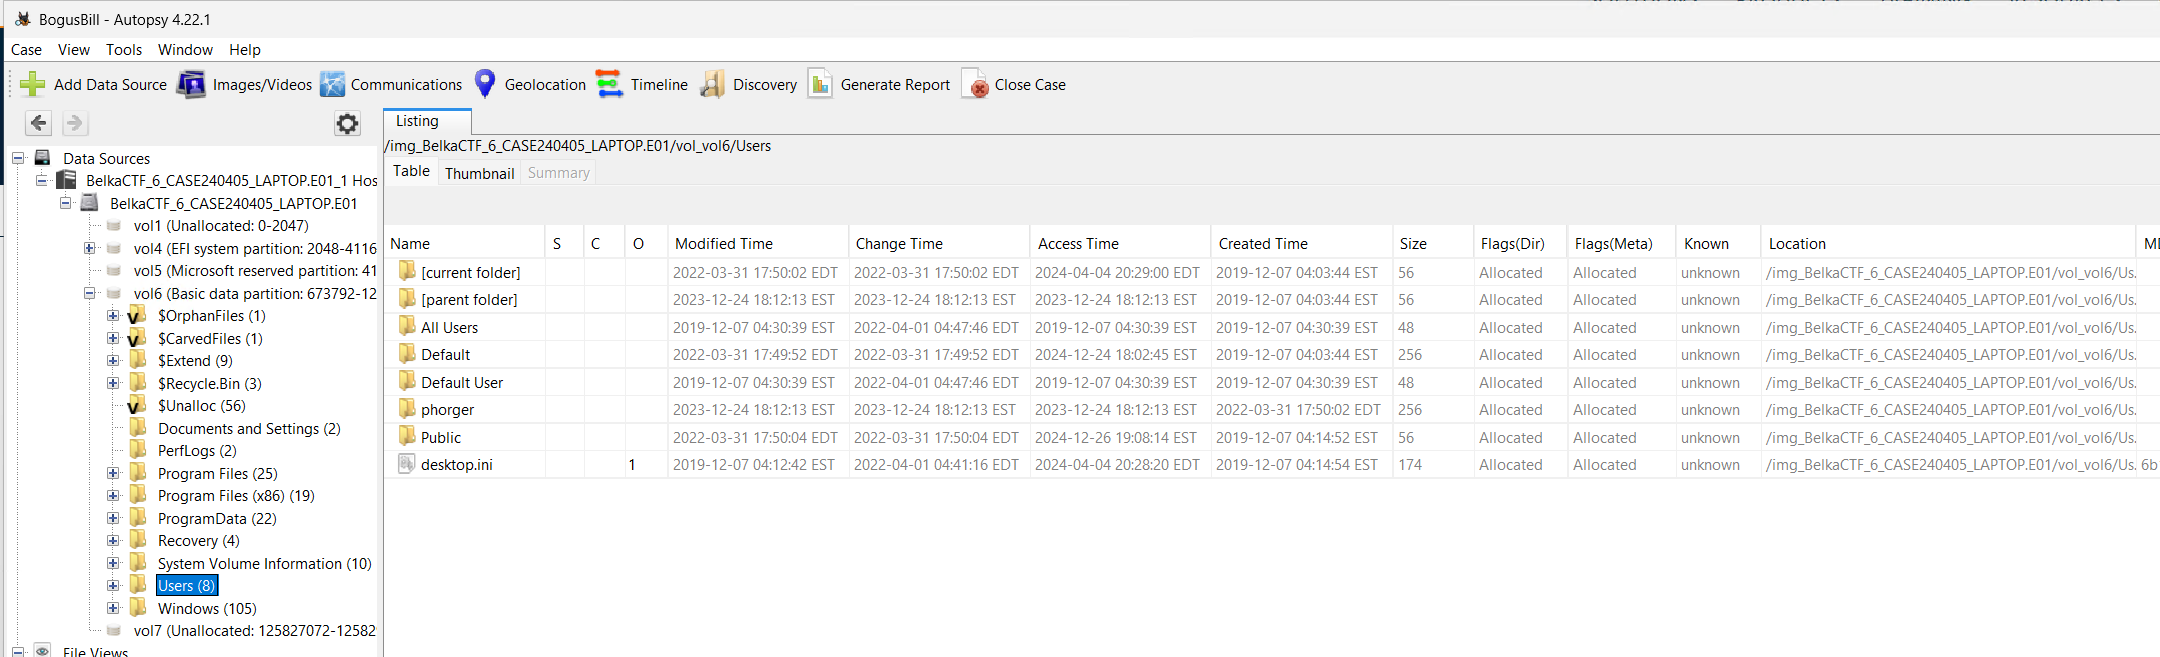 BogusBill - Autopsy 4.22.1
Case View Tools Window Help
Add Data Source Images/Videos Communications Geolocation Timeline Discovery Generate Report Close Case
Listing
/img_BelkaCTF_6_CASE240405_LAPTOP.E01/vol_vol6/Users
Table Thumbnail Summary
Data Sources
BelkaCTF_6_CASE240405_LAPTOP.E01_1 Hos
BelkaCTF_6_CASE240405_LAPTOP.E01
vol1 (Unallocated: 0-2047)
vol4 (EFI system partition: 2048-4116
vol5 (Microsoft reserved partition: 41
vol6 (Basic data partition: 673792-12
$OrphanFiles (1)
$CarvedFiles (1)
$Extend (9)
$Recycle.Bin (3)
$Unalloc (56)
Documents and Settings (2)
PerfLogs (2)
Program Files (25)
Program Files (x86) (19)
ProgramData (22)
Recovery (4)
System Volume Information (10)
Users (8)
Windows (105)
vol7 (Unallocated: 125827072-12582
File Views
Name S C O Modified Time Change Time Access Time Created Time Size Flags(Dir) Flags(Meta) Known Location
[current folder] 2022-03-31 17:50:02 EDT 2022-03-31 17:50:02 EDT 2024-04-04 20:29:00 EDT 2019-12-07 04:03:44 EST 56 Allocated Allocated unknown /img_BelkaCTF_6_CASE240405_LAPTOP.E01/vol_vol6/Us.
[parent folder] 2023-12-24 18:12:13 EST 2023-12-24 18:12:13 EST 2023-12-24 18:12:13 EST 2019-12-07 04:03:44 EST 56 Allocated Allocated unknown /img_BelkaCTF_6_CASE240405_LAPTOP.E01/vol_vol6/Us.
All Users 2019-12-07 04:30:39 EST 2022-04-01 04:47:46 EDT 2019-12-07 04:30:39 EST 2019-12-07 04:30:39 EST 48 Allocated Allocated unknown /img_BelkaCTF_6_CASE240405_LAPTOP.E01/vol_vol6/Us.
Default 2022-03-31 17:49:52 EDT 2022-03-31 17:49:52 EDT 2024-12-24 18:02:45 EST 2019-12-07 04:03:44 EST 256 Allocated Allocated unknown /img_BelkaCTF_6_CASE240405_LAPTOP.E01/vol_vol6/Us.
Default User 2019-12-07 04:30:39 EST 2022-04-01 04:47:46 EDT 2019-12-07 04:30:39 EST 2019-12-07 04:30:39 EST 48 Allocated Allocated unknown /img_BelkaCTF_6_CASE240405_LAPTOP.E01/vol_vol6/Us.
phorger 2023-12-24 18:12:13 EST 2023-12-24 18:12:13 EST 2023-12-24 18:12:13 EST 2022-03-31 17:50:02 EDT 256 Allocated Allocated unknown /img_BelkaCTF_6_CASE240405_LAPTOP.E01/vol_vol6/Us.
Public 2022-03-31 17:50:04 EDT 2022-03-31 17:50:04 EDT 2024-12-26 19:08:14 EST 2019-12-07 04:14:52 EST 56 Allocated Allocated unknown /img_BelkaCTF_6_CASE240405_LAPTOP.E01/vol_vol6/Us.
desktop.ini 1 2019-12-07 04:12:42 EST 2022-04-01 04:41:16 EDT 2024-04-04 20:28:20 EDT 2019-12-07 04:14:54 EST 174 Allocated Allocated unknown /img_BelkaCTF_6_CASE240405_LAPTOP.E01/vol_vol6/Us. 6b